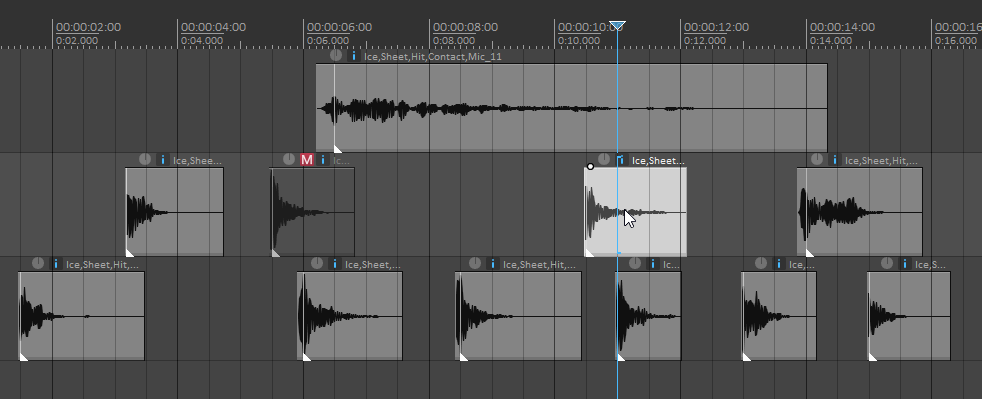 00:00:02:00 00:00:04:00 00:00:06:00 00:00:08:00 00:00:10:00 00:00:12:00 00:00:14:00 00:00:16
0:02.000 0:04.000 0:06.000 0:08.000 0:10.000 0:12.000 0:14.000 0:16.000
Ice,Sheet,Hit,Contact,Mic_11
Ice,Shee... M Ic... Ice,Sheet... Ice,Sheet,Hit,...
Ice,Sheet,Hit,... Ice,Sheet,... Ice,Sheet,Hit,... Ic... Ice,... Ice,S...